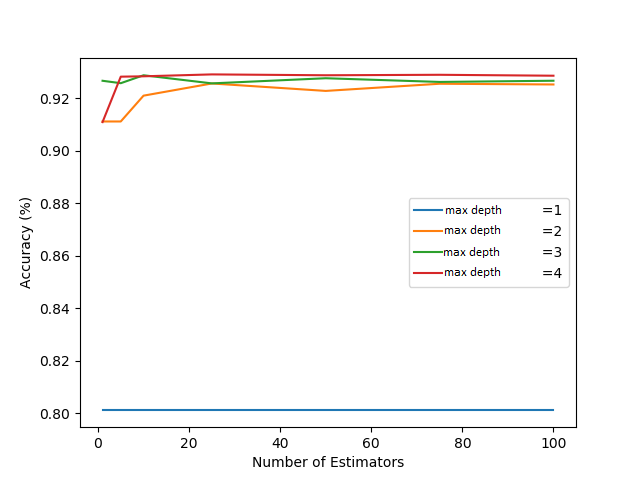 0.92
0.90
0.88
0.86
0.84
0.82
0.80
Accuracy (%)
max depth =1
max depth =2
max depth =3
max depth =4
0 20 40 60 80 100
Number of Estimators